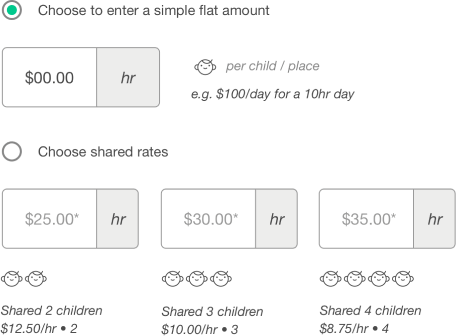 Choose to enter a simple flat amount
$00.00 hr
per child / place
e.g. $100/day for a 10hr day
Choose shared rates
$25.00* hr $30.00* hr $35.00* hr
Shared 2 children Shared 3 children Shared 4 children
$12.50/hr • 2 $10.00/hr • 3 $8.75/hr • 4